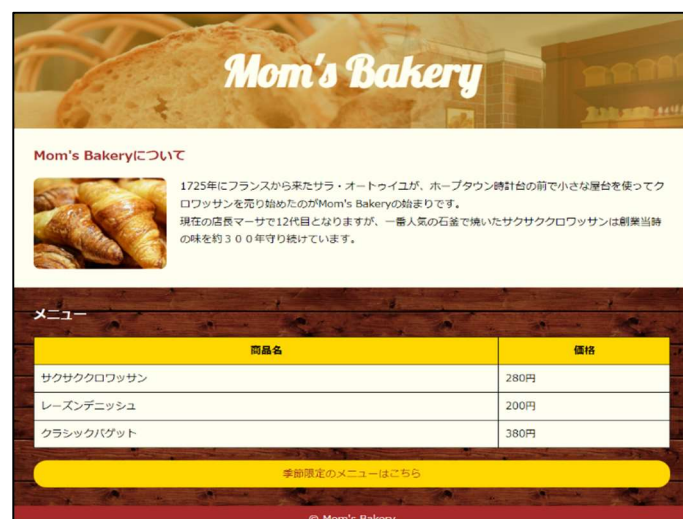 Mom's Bakery
Mom's Bakeryについて
1725年にフランスから来たサラ・オートゥイユが、ホープタウン時計台の前で小さな屋台を使ってク
ロワッサンを売り始めたのがMom's Bakeryの始まりです。
現在の店長マーサで12代目となりますが、一番人気の石釜で焼いたサクサククロワッサンは創業当時
の味を約３００年守り続けています。
メニュー
商品名 価格
サクサククロワッサン 280円
レーズンデニッシュ 200円
クラシックバゲット 380円
季節限定のメニューはこちら
© Mom's Bakery